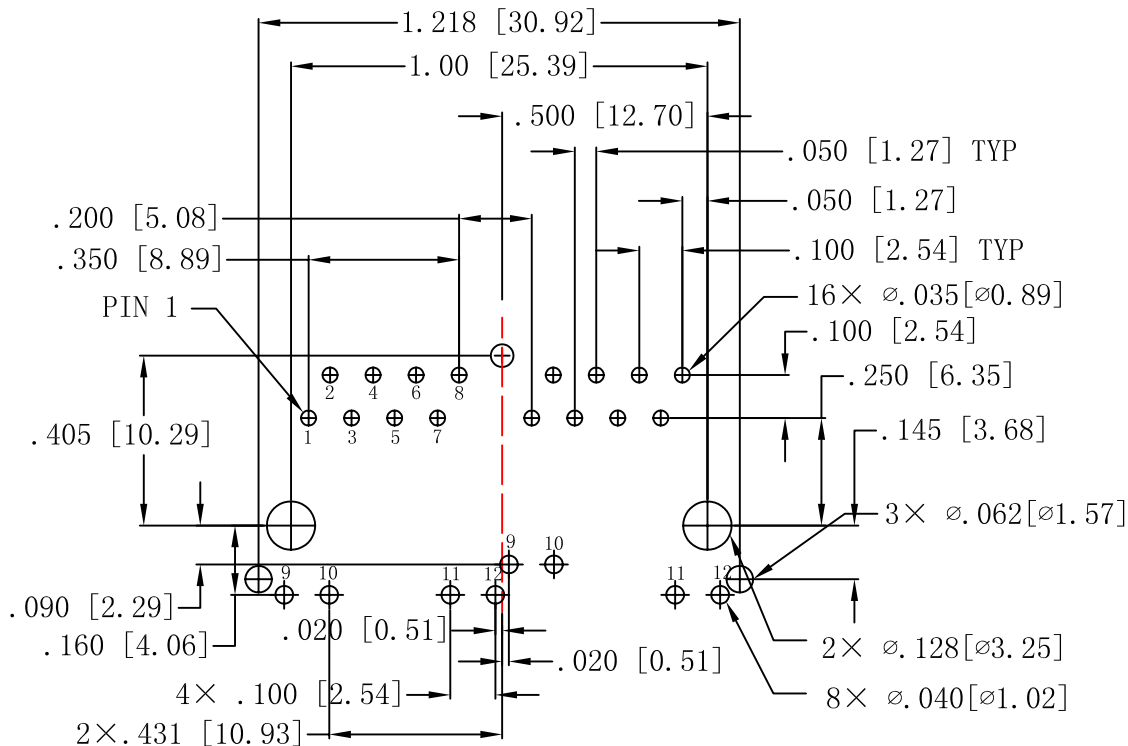 1.218 [30.92]
1.00 [25.39]
.500 [12.70]
.050 [1.27] TYP
.200 [5.08]
.050 [1.27]
.350 [8.89]
.100 [2.54] TYP
PIN 1
16× ⌀.035[⌀0.89]
.100 [2.54]
2 4 6 8
.250 [6.35]
1 3 5 7
.405 [10.29]
.145 [3.68]
3× ⌀.062[⌀1.57]
9 10
9 10 11 12 11 12
.090 [2.29]
.020 [0.51]
.160 [4.06]
2× ⌀.128[⌀3.25]
.020 [0.51]
4× .100 [2.54]
8× ⌀.040[⌀1.02]
2×.431 [10.93]